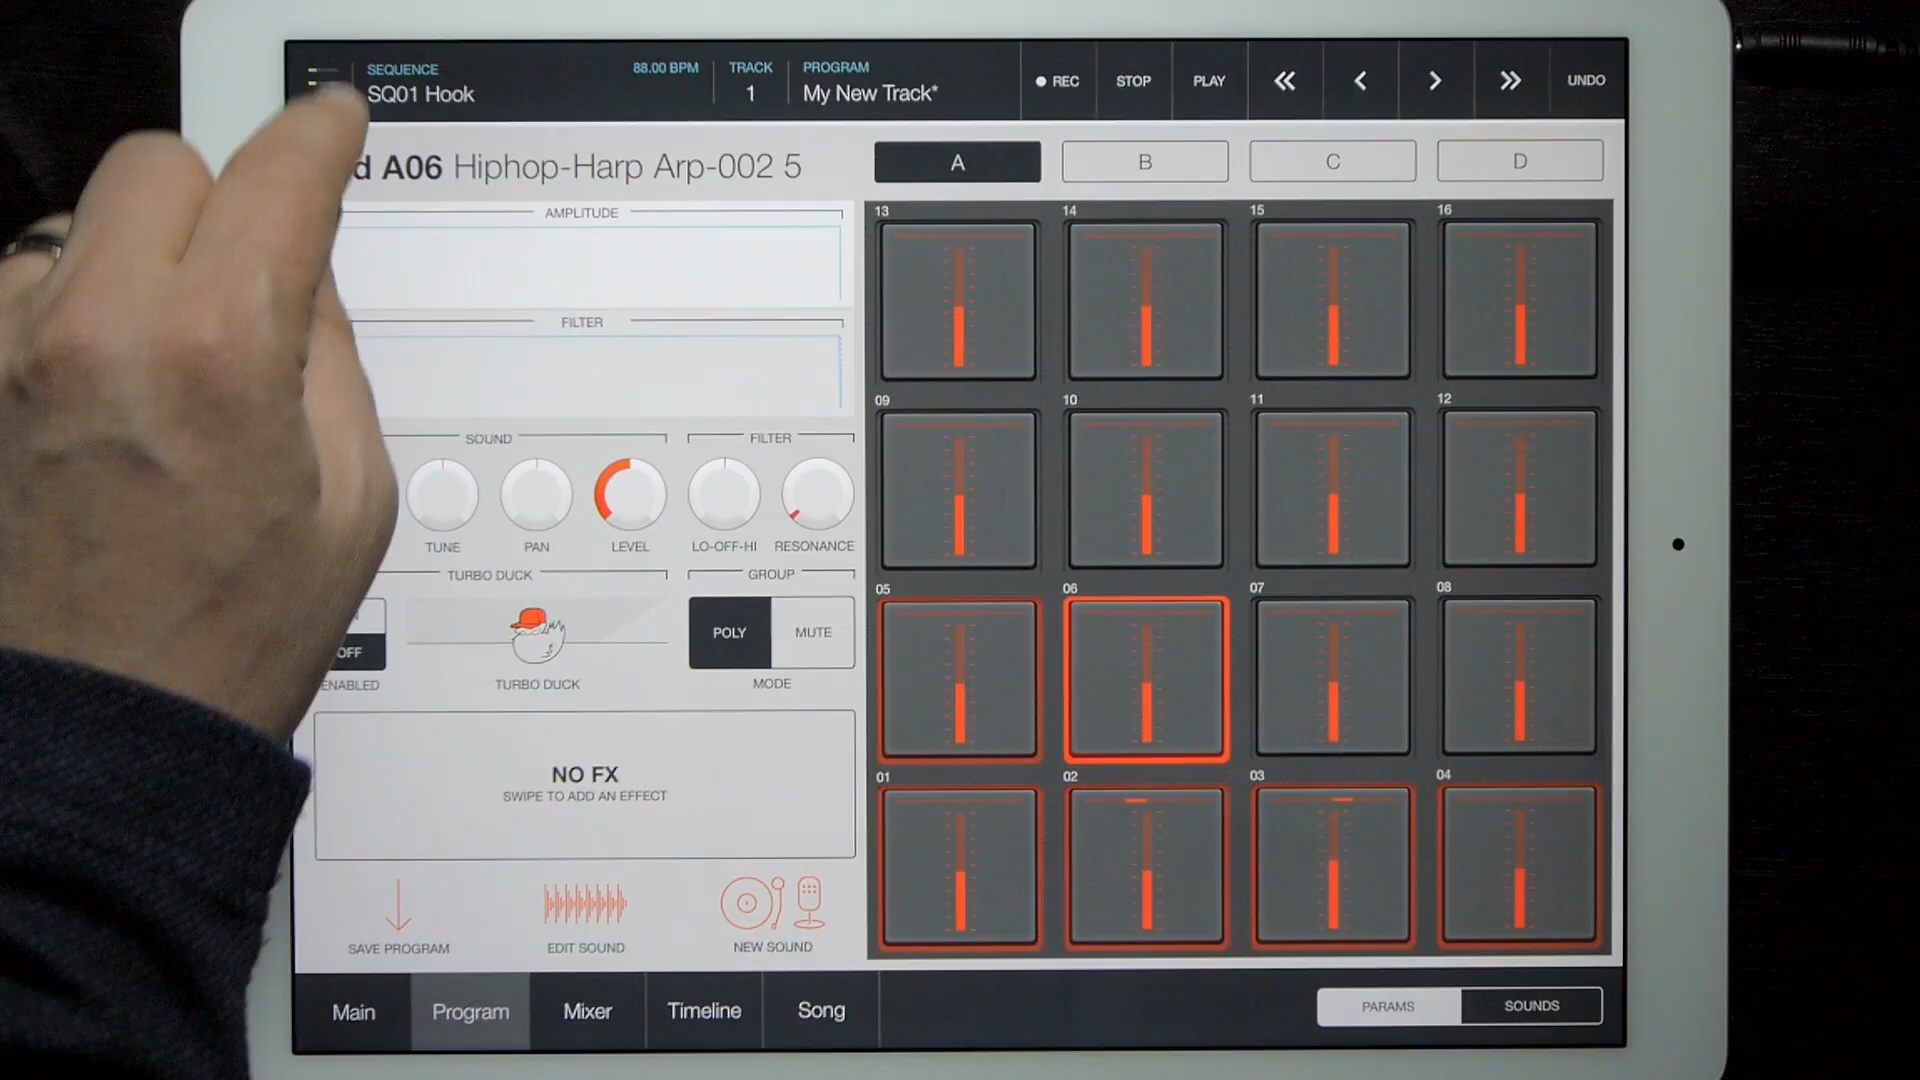 SEQUENCE
SQ01 Hook
88.00 BPM
TRACK
1
PROGRAM
My New Track*
REC
STOP
PLAY
UNDO
d A06 Hiphop-Harp Arp-002 5
A
B
C
D
AMPLITUDE
FILTER
SOUND
FILTER
TUNE
PAN
LEVEL
LO-OFF-HI
RESONANCE
TURBO DUCK
GROUP
OFF
POLY
MUTE
ENABLED
TURBO DUCK
MODE
NO FX
SWIPE TO ADD AN EFFECT
SAVE PROGRAM
EDIT SOUND
NEW SOUND
13
14
15
16
09
10
11
12
05
06
07
08
01
02
03
04
Main
Program
Mixer
Timeline
Song
PARAMS
SOUNDS